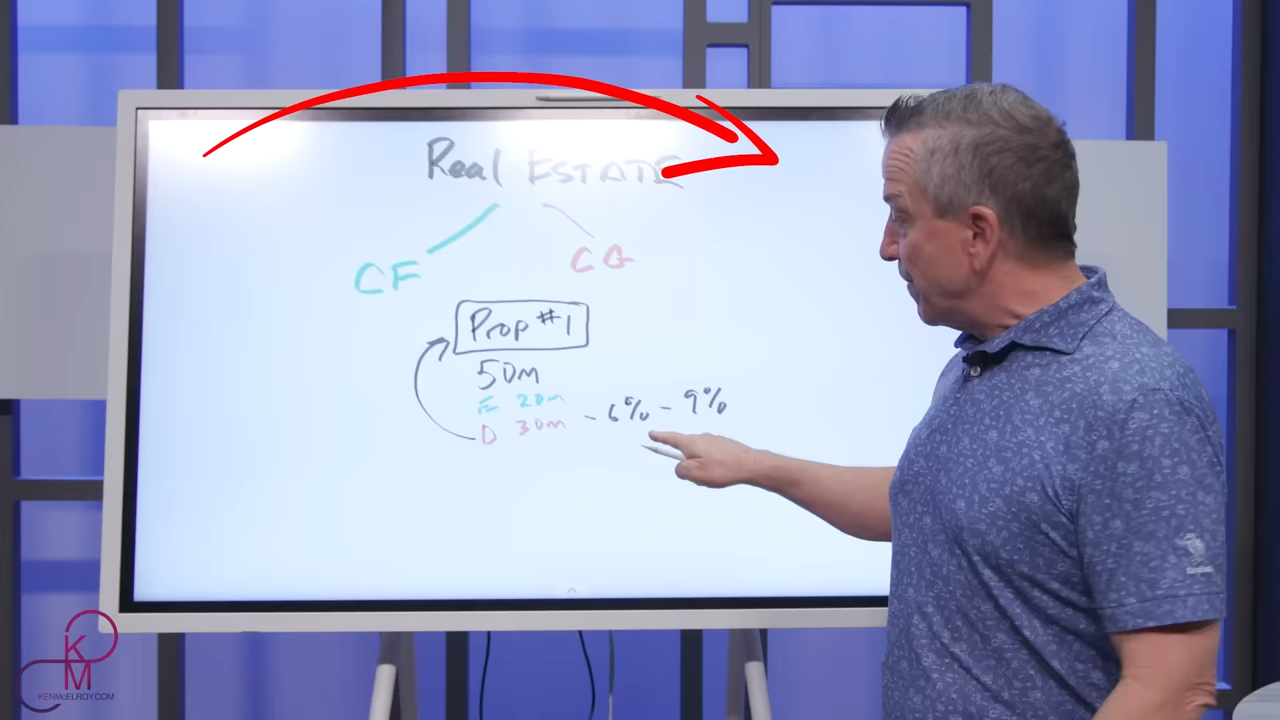 Real ESTATE
CF
CG
Prop #1
50m
E 20m
D 30m - 6% - 9%
KM
KENMcELROY.COM